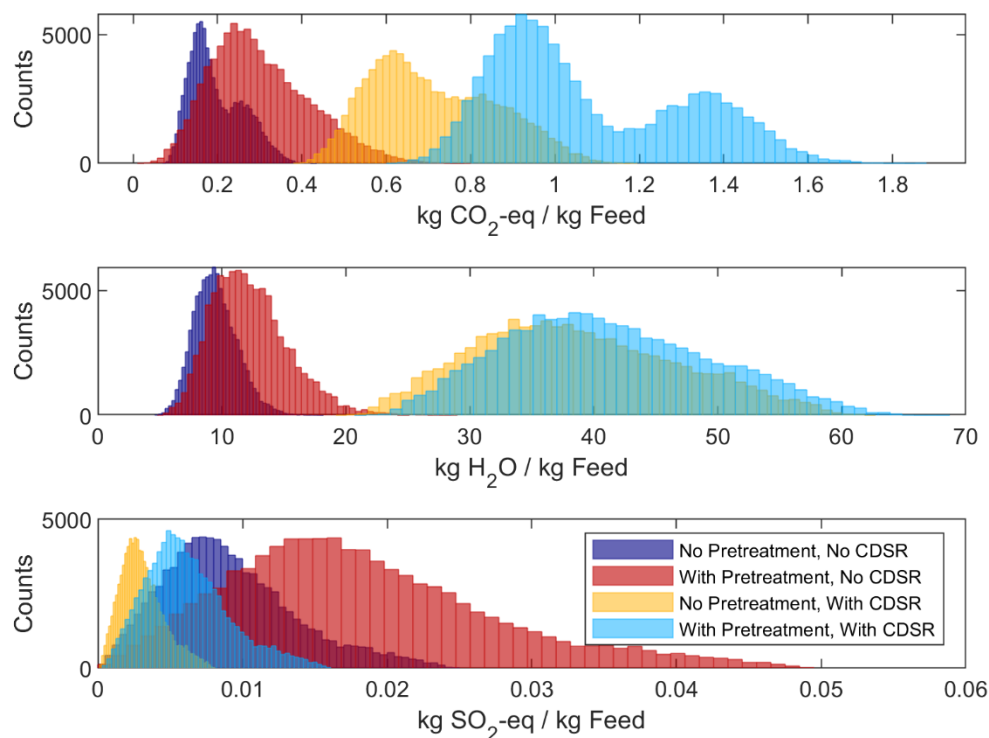 5000
0
Counts
0 0.2 0.4 0.6 0.8 1 1.2 1.4 1.6 1.8
kg CO₂-eq / kg Feed
5000
0
Counts
0 10 20 30 40 50 60 70
kg H₂O / kg Feed
5000
0
Counts
No Pretreatment, No CDSR
With Pretreatment, No CDSR
No Pretreatment, With CDSR
With Pretreatment, With CDSR
0 0.01 0.02 0.03 0.04 0.05 0.06
kg SO₂-eq / kg Feed